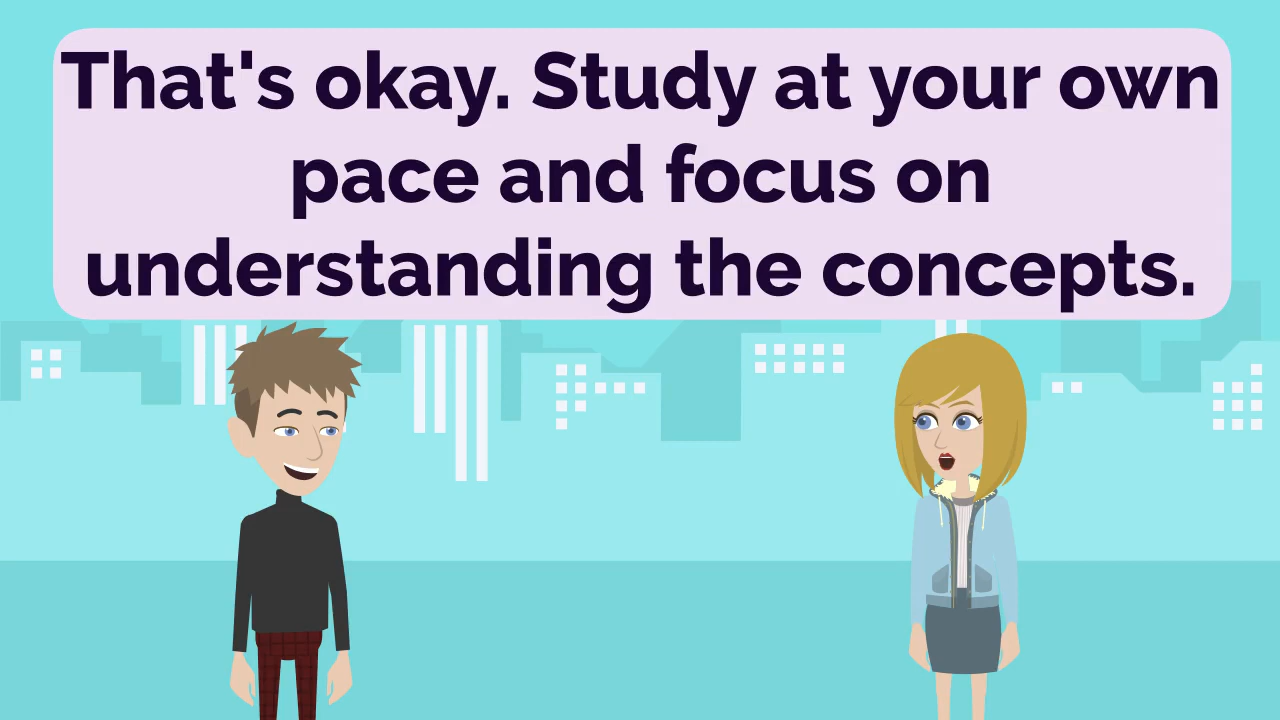 That's okay. Study at your own
pace and focus on
understanding the concepts.